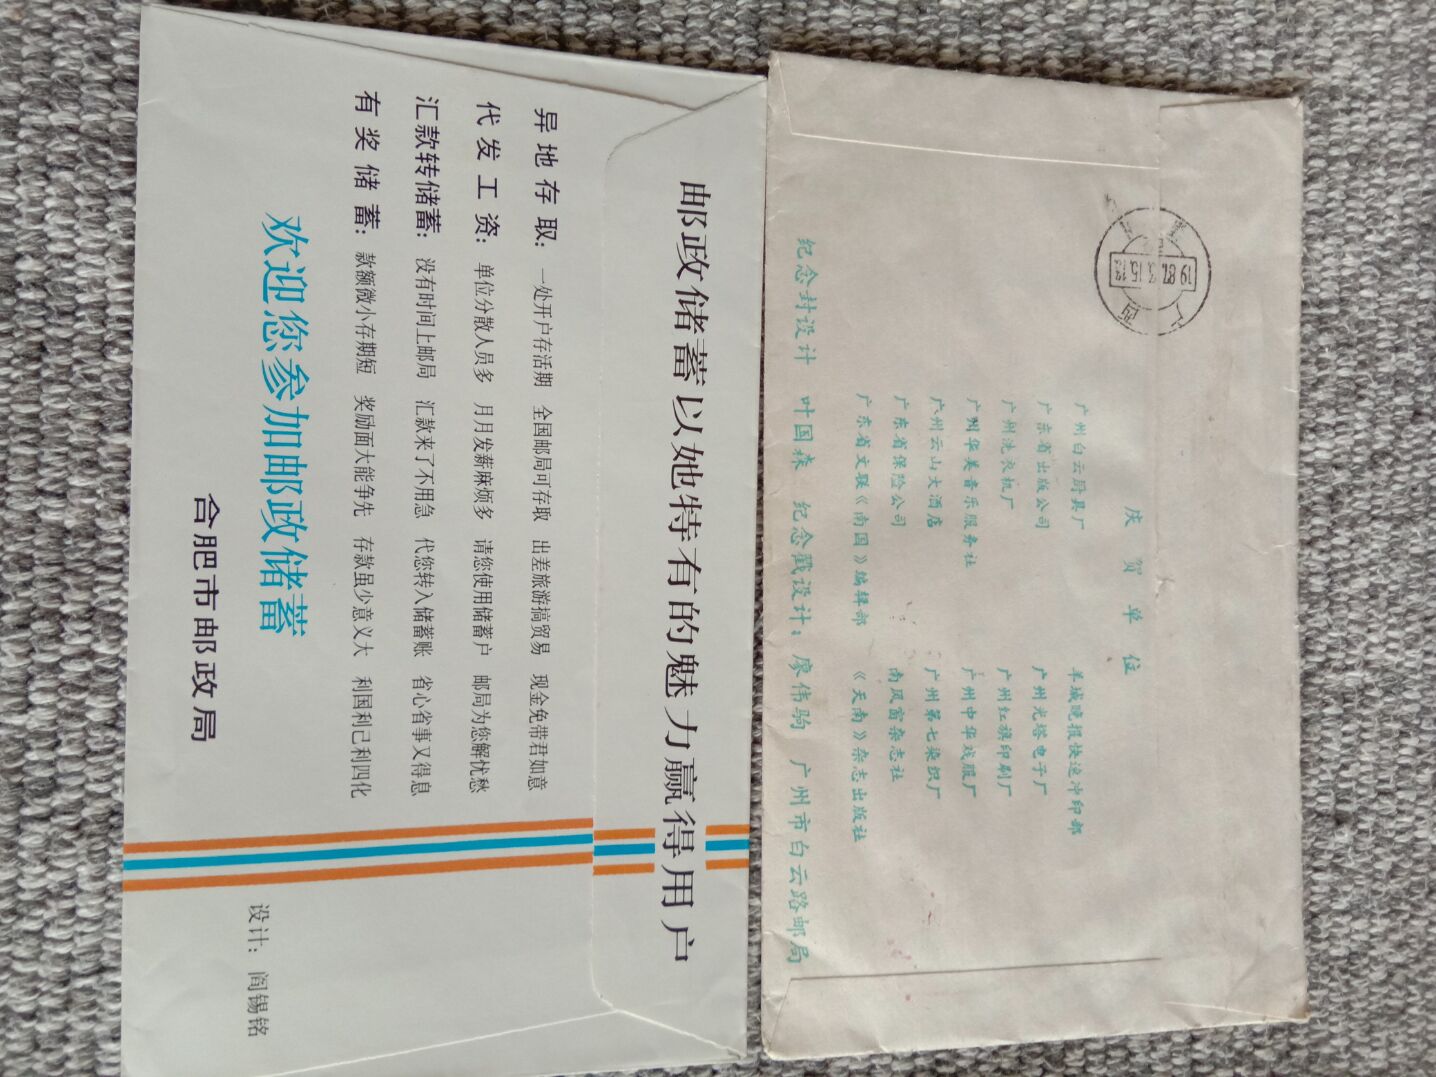 邮政储蓄以她特有的魅力赢得用户
异地存取：一处开户在活期 全国邮局可存取 出差旅游搞贸易 现金免带君如意
代发工资：单位分散人员多 月月发薪麻烦多 请您使用储蓄户 邮局为您解忧愁
汇款转储蓄：没有时间上邮局 汇款来了不用急 代您转入储蓄账 省心省事又得息
有奖储蓄：款额微小存期短 奖励面大能争先 存款虽少意义大 利国利己利四化
欢迎您参加邮政储蓄
合肥市邮政局
设计：阎锡铭
庆贺单位
广州白云厨具厂 羊城晚报快速冲印部
广东省出版公司 广州光塔电子厂
广州洗衣机厂 广州红旗印刷厂
广州华美音乐服务社 广州中华戏服厂
广州云山大酒店 广州第七染织厂
广东省保险公司 南风窗杂志社
广东省文联《南国》编辑部 《天南》杂志出版社
纪念封设计 叶国森 纪念戳设计：廖伟驹 广州市白云路邮局
广西
19
87
15